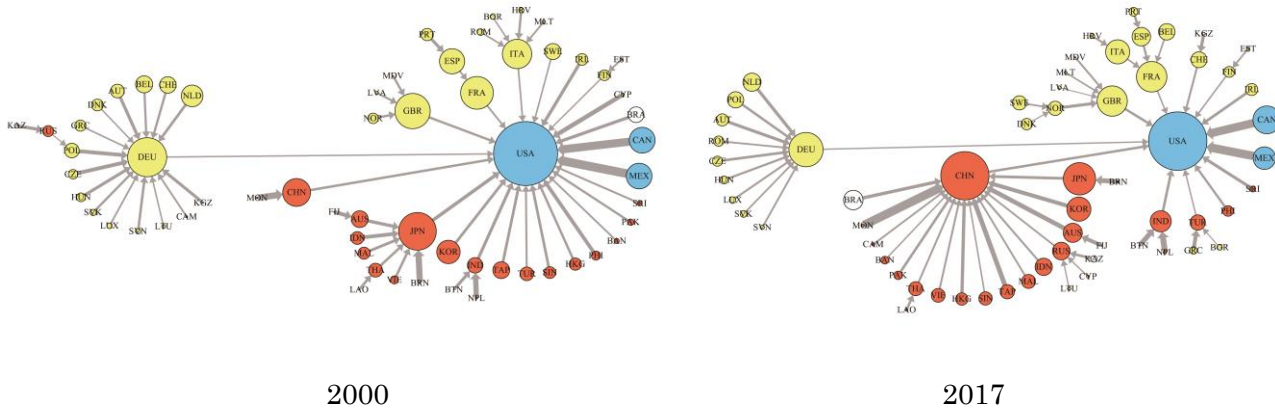 BGR HRV MLT
ROM
PRT
ESP
ITA
SWE
IRL
FIN
EST
MDV
FRA
CYP
LVA
GBR
BRA
NOR
USA
CAN
MEX
AUT BEL CHE NLD
DNK
KAZ RUS GRC
POL
DEU
CZE
HUN
SVK
LUX
SVN
LTU
CAM
KGZ
MON
CHN
FIJ AUS
IDN
JPN
MAL
THA
VIE
LAO
BRN
KOR
IND
BTN
NPL
TAP
TUR
SIN
HKG
PHI
BAN
PAK
SRI
2000
PRT
HRV
ESP
BEL
ITA
KGZ
MDV
FRA
CHE
EST
MLT
FIN
LVA
GBR
IRL
SWE NOR
DNK
USA
CAN
MEX
NLD
POL
AUT
ROM
DEU
CZE
HUN
LUX
SVK
SVN
CHN
JPN
BRN
BRA
KOR
MON
AUS
FIJ
CAM
RUS KAZ
BAN
IDN
CYP
PAK
MAL
LTU
THA
TAP
LAO
VIE
HKG
SIN
SRI
PHI
IND
TUR
BTN
NPL
GRC
BGR
2017